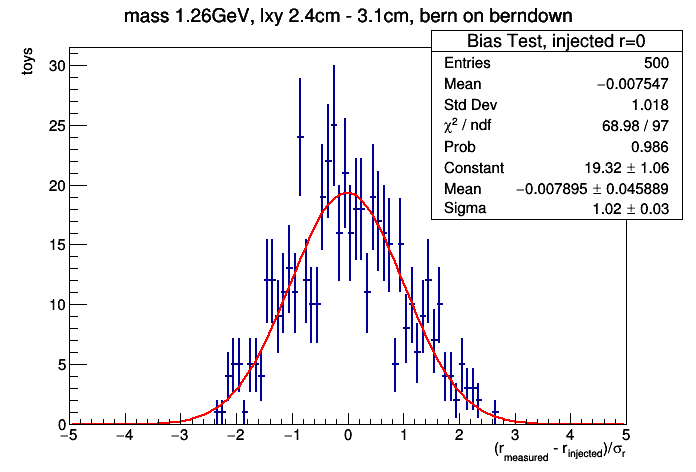 mass 1.26GeV, lxy 2.4cm - 3.1cm, bern on berndown
toys
Bias Test, injected r=0
Entries 500
Mean −0.007547
Std Dev 1.018
χ² / ndf 68.98 / 97
Prob 0.986
Constant 19.32 ± 1.06
Mean −0.007895 ± 0.045889
Sigma 1.02 ± 0.03
30
25
20
15
10
5
0
−5 −4 −3 −2 −1 0 1 2 3 4 5
(r_measured - r_injected)/σ_r